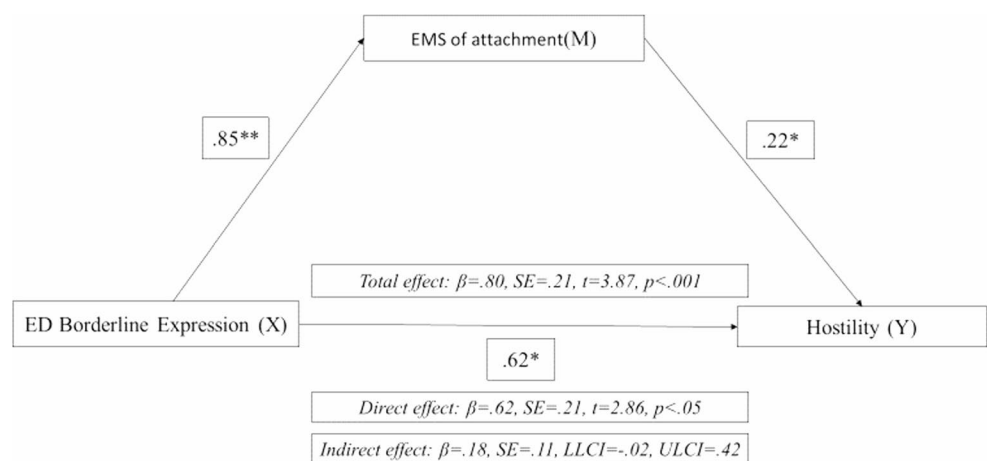 EMS of attachment(M)
.85**
.22*
Total effect: β=.80, SE=.21, t=3.87, p<.001
ED Borderline Expression (X)
Hostility (Y)
.62*
Direct effect: β=.62, SE=.21, t=2.86, p<.05
Indirect effect: β=.18, SE=.11, LLCI=-.02, ULCI=.42